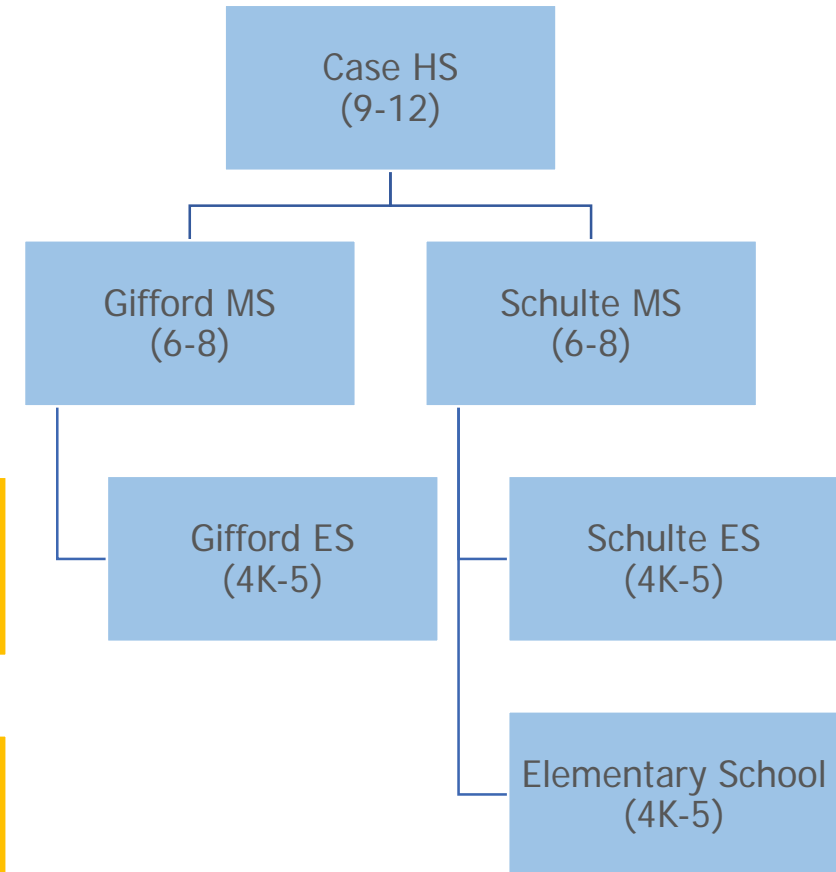 Case HS
(9-12)
Gifford MS
(6-8)
Schulte MS
(6-8)
Gifford ES
(4K-5)
Schulte ES
(4K-5)
Elementary School
(4K-5)